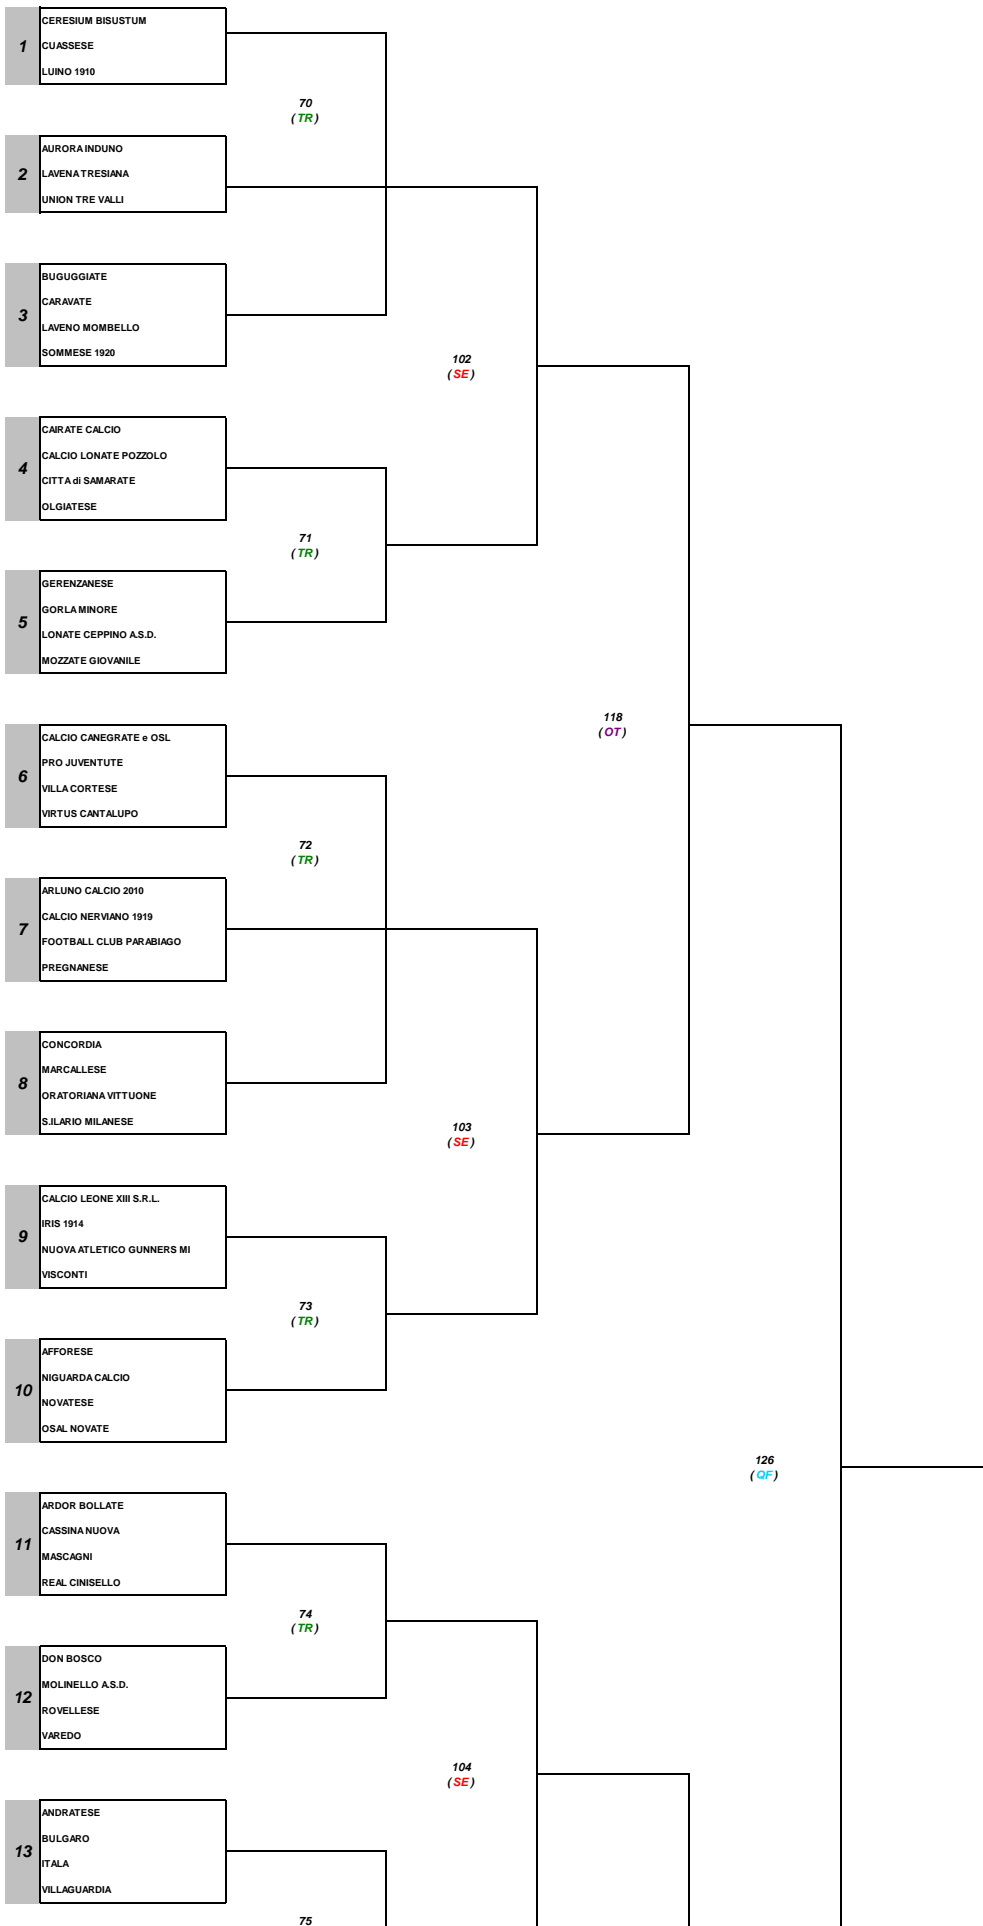 1
CERESIUM BISUSTUM
CUASSESE
LUINO 1910
70
(TR)
2
AURORA INDUNO
LAVENA TRESIANA
UNION TRE VALLI
3
BUGUGGIATE
CARAVATE
LAVENO MOMBELLO
SOMMESE 1920
102
(SE)
4
CAIRATE CALCIO
CALCIO LONATE POZZOLO
CITTA di SAMARATE
OLGIATESE
71
(TR)
5
GERENZANESE
GORLA MINORE
LONATE CEPPINO A.S.D.
MOZZATE GIOVANILE
118
(OT)
6
CALCIO CANEGRATE e OSL
PRO JUVENTUTE
VILLA CORTESE
VIRTUS CANTALUPO
72
(TR)
7
ARLUNO CALCIO 2010
CALCIO NERVIANO 1919
FOOTBALL CLUB PARABIAGO
PREGNANESE
8
CONCORDIA
MARCALLESE
ORATORIANA VITTUONE
S.ILARIO MILANESE
103
(SE)
9
CALCIO LEONE XIII S.R.L.
IRIS 1914
NUOVA ATLETICO GUNNERS MI
VISCONTI
73
(TR)
10
AFFORESE
NIGUARDA CALCIO
NOVATESE
OSAL NOVATE
126
(QF)
11
ARDOR BOLLATE
CASSINA NUOVA
MASCAGNI
REAL CINISELLO
74
(TR)
12
DON BOSCO
MOLINELLO A.S.D.
ROVELLESE
VAREDO
104
(SE)
13
ANDRATESE
BULGARO
ITALA
VILLAGUARDIA
75